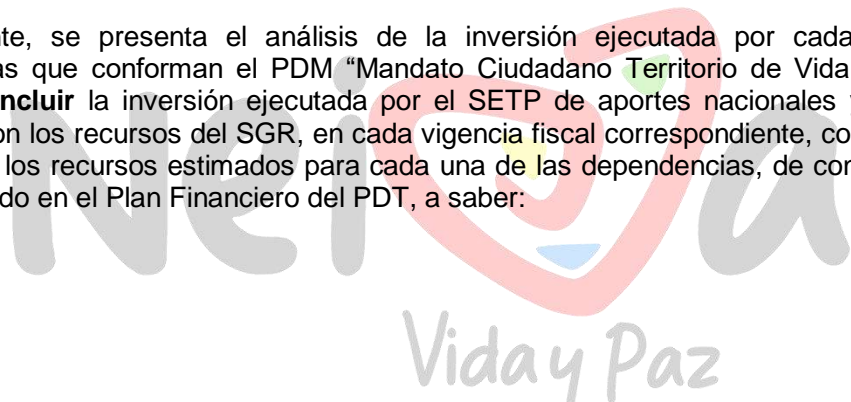 nte, se presenta el análisis de la inversión ejecutada por cada
as que conforman el PDM “Mandato Ciudadano Territorio de Vida
ncluir la inversión ejecutada por el SETP de aportes nacionales y
on los recursos del SGR, en cada vigencia fiscal correspondiente, co
los recursos estimados para cada una de las dependencias, de con
do en el Plan Financiero del PDT, a saber:
Neiva
Vida y Paz